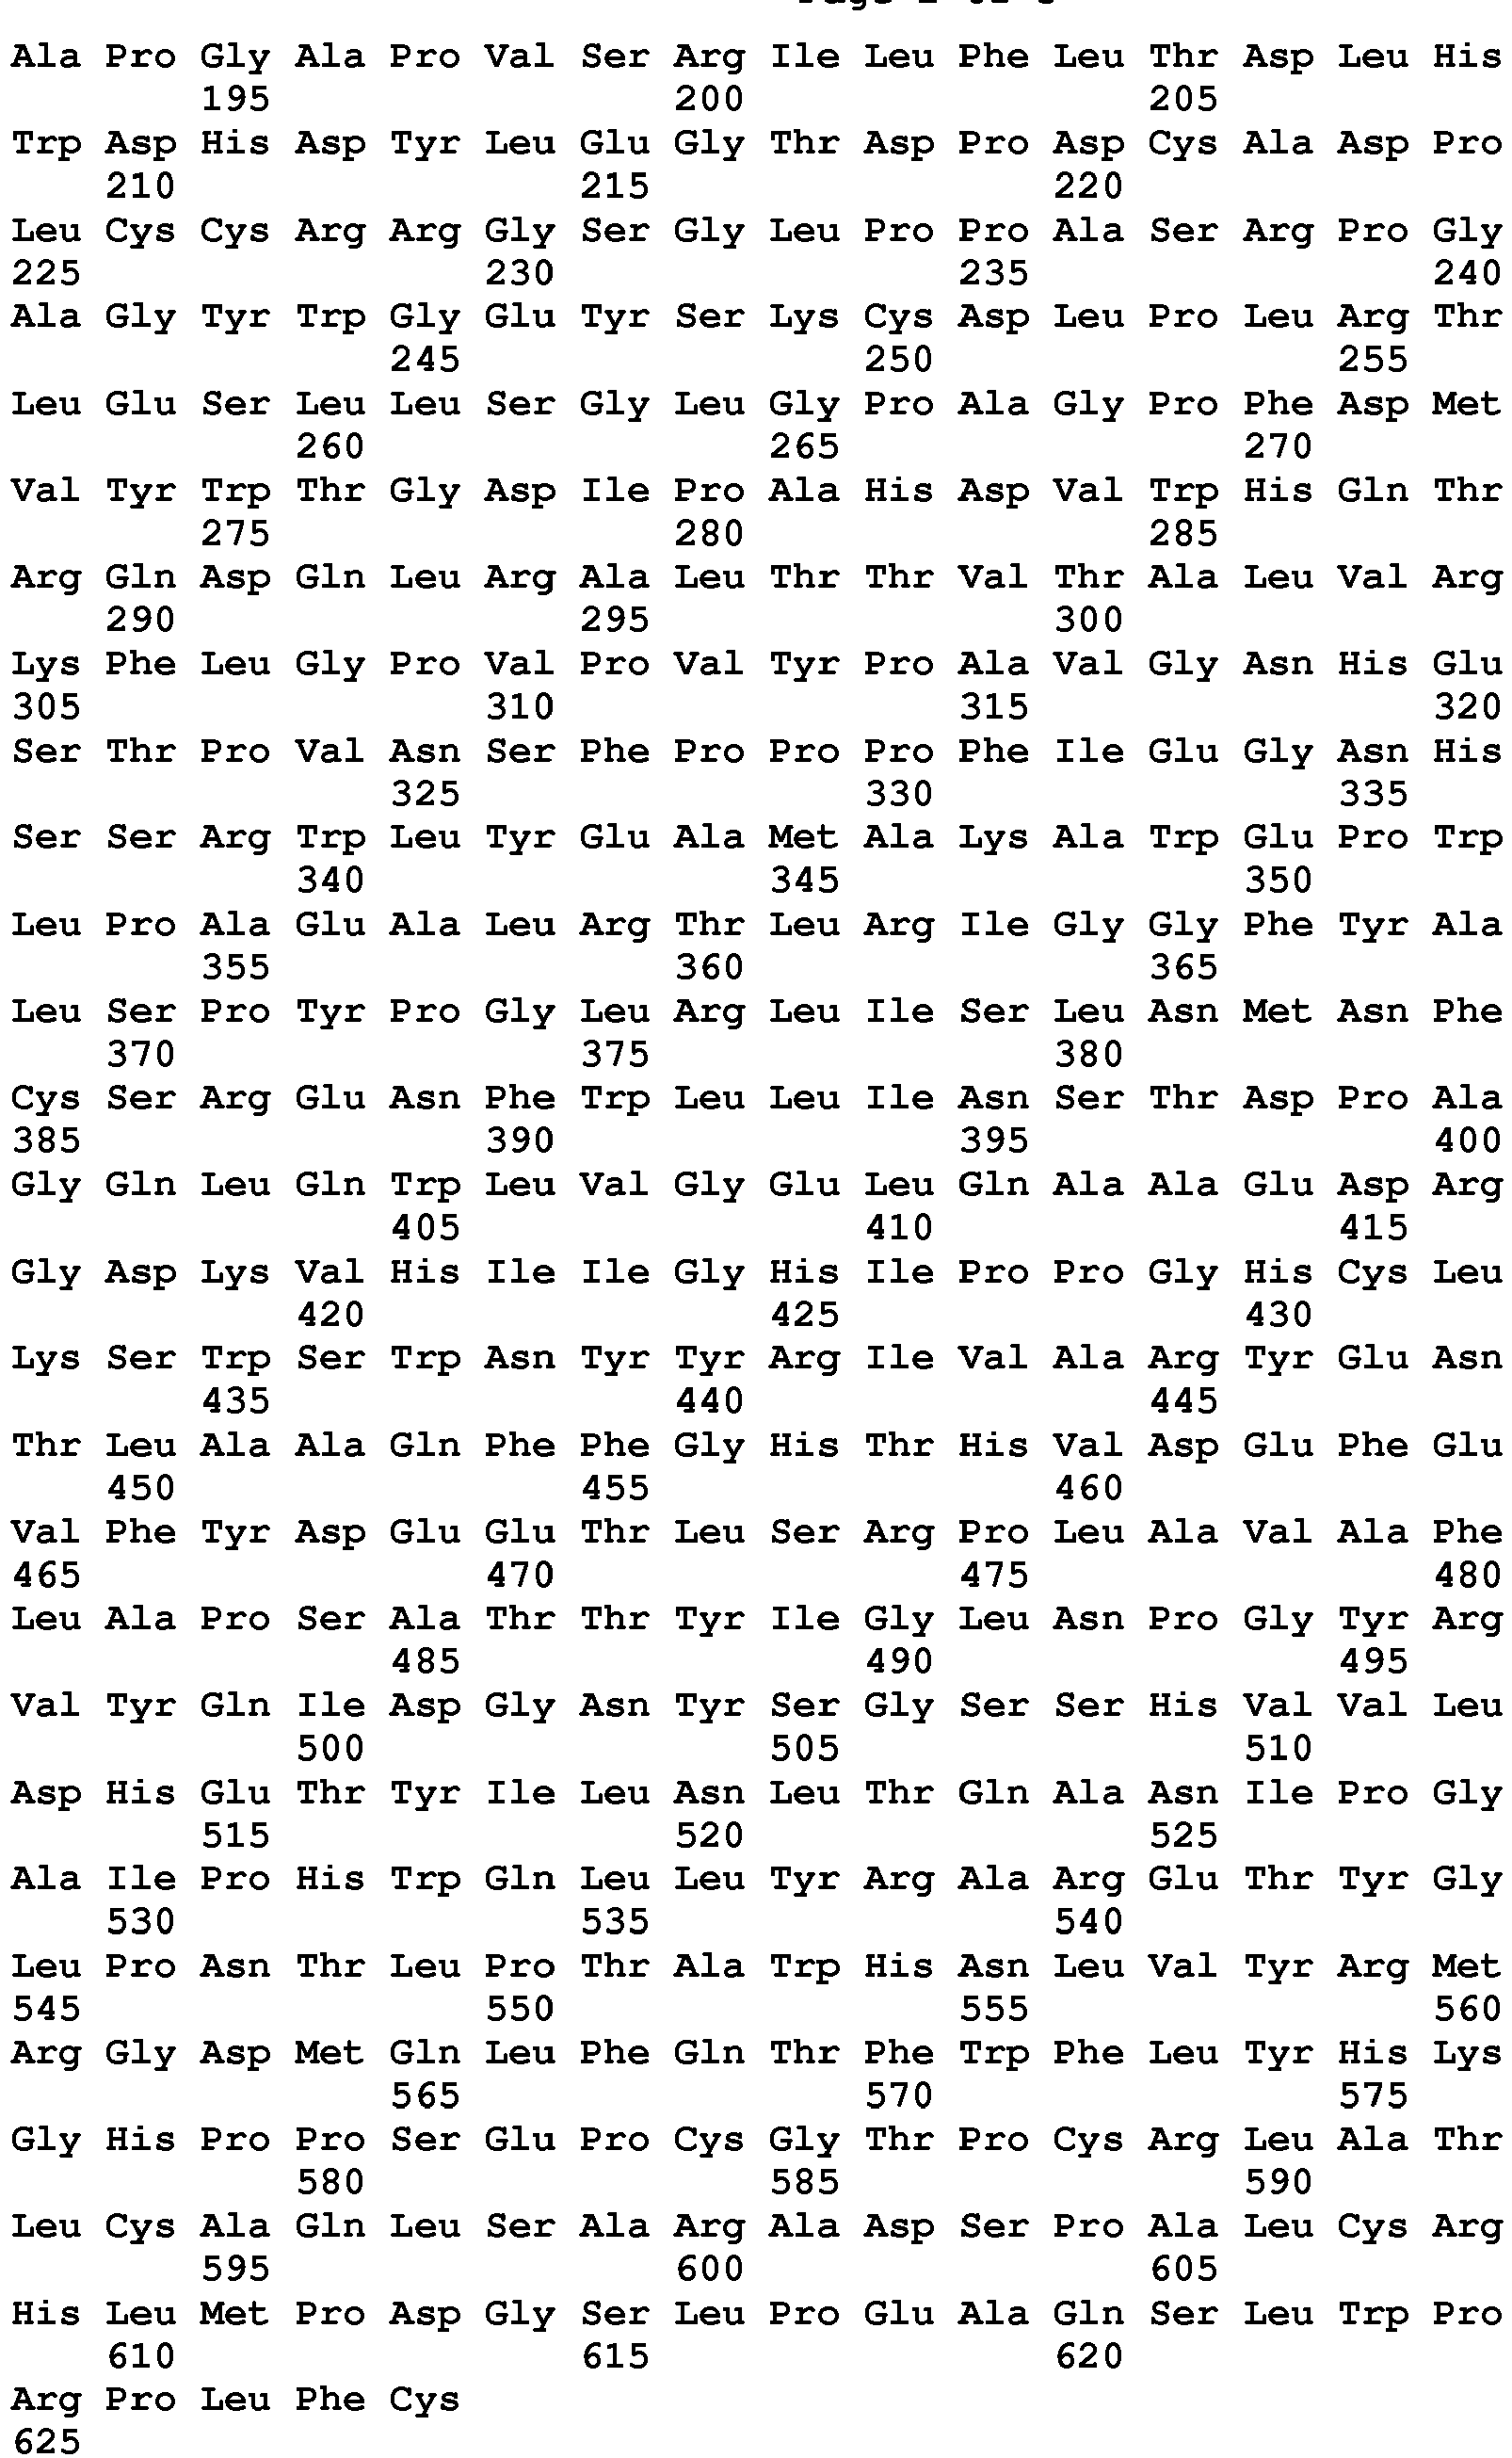 Ala Pro Gly Ala Pro Val Ser Arg Ile Leu Phe Leu Thr Asp Leu His
195 200 205
Trp Asp His Asp Tyr Leu Glu Gly Thr Asp Pro Asp Cys Ala Asp Pro
210 215 220
Leu Cys Cys Arg Arg Gly Ser Gly Leu Pro Pro Ala Ser Arg Pro Gly
225 230 235 240
Ala Gly Tyr Trp Gly Glu Tyr Ser Lys Cys Asp Leu Pro Leu Arg Thr
245 250 255
Leu Glu Ser Leu Leu Ser Gly Leu Gly Pro Ala Gly Pro Phe Asp Met
260 265 270
Val Tyr Trp Thr Gly Asp Ile Pro Ala His Asp Val Trp His Gln Thr
275 280 285
Arg Gln Asp Gln Leu Arg Ala Leu Thr Thr Val Thr Ala Leu Val Arg
290 295 300
Lys Phe Leu Gly Pro Val Pro Val Tyr Pro Ala Val Gly Asn His Glu
305 310 315 320
Ser Thr Pro Val Asn Ser Phe Pro Pro Pro Phe Ile Glu Gly Asn His
325 330 335
Ser Ser Arg Trp Leu Tyr Glu Ala Met Ala Lys Ala Trp Glu Pro Trp
340 345 350
Leu Pro Ala Glu Ala Leu Arg Thr Leu Arg Ile Gly Gly Phe Tyr Ala
355 360 365
Leu Ser Pro Tyr Pro Gly Leu Arg Leu Ile Ser Leu Asn Met Asn Phe
370 375 380
Cys Ser Arg Glu Asn Phe Trp Leu Leu Ile Asn Ser Thr Asp Pro Ala
385 390 395 400
Gly Gln Leu Gln Trp Leu Val Gly Glu Leu Gln Ala Ala Glu Asp Arg
405 410 415
Gly Asp Lys Val His Ile Ile Gly His Ile Pro Pro Gly His Cys Leu
420 425 430
Lys Ser Trp Ser Trp Asn Tyr Tyr Arg Ile Val Ala Arg Tyr Glu Asn
435 440 445
Thr Leu Ala Ala Gln Phe Phe Gly His Thr His Val Asp Glu Phe Glu
450 455 460
Val Phe Tyr Asp Glu Glu Thr Leu Ser Arg Pro Leu Ala Val Ala Phe
465 470 475 480
Leu Ala Pro Ser Ala Thr Thr Tyr Ile Gly Leu Asn Pro Gly Tyr Arg
485 490 495
Val Tyr Gln Ile Asp Gly Asn Tyr Ser Gly Ser Ser His Val Val Leu
500 505 510
Asp His Glu Thr Tyr Ile Leu Asn Leu Thr Gln Ala Asn Ile Pro Gly
515 520 525
Ala Ile Pro His Trp Gln Leu Leu Tyr Arg Ala Arg Glu Thr Tyr Gly
530 535 540
Leu Pro Asn Thr Leu Pro Thr Ala Trp His Asn Leu Val Tyr Arg Met
545 550 555 560
Arg Gly Asp Met Gln Leu Phe Gln Thr Phe Trp Phe Leu Tyr His Lys
565 570 575
Gly His Pro Pro Ser Glu Pro Cys Gly Thr Pro Cys Arg Leu Ala Thr
580 585 590
Leu Cys Ala Gln Leu Ser Ala Arg Ala Asp Ser Pro Ala Leu Cys Arg
595 600 605
His Leu Met Pro Asp Gly Ser Leu Pro Glu Ala Gln Ser Leu Trp Pro
610 615 620
Arg Pro Leu Phe Cys
625